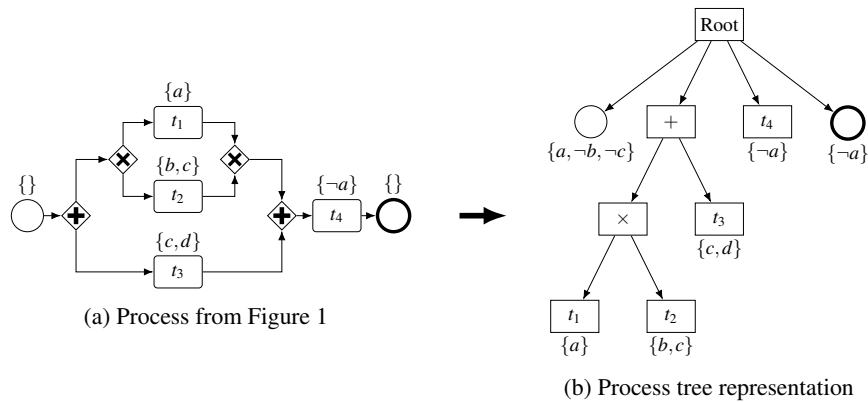 {a}
t₁
{b,c}
t₂
{}
{¬a}
{}
t₄
{c,d}
t₃
(a) Process from Figure 1
Root
+
t₄
{a,¬b,¬c}
{¬a}
{¬a}
×
t₃
{c,d}
t₁
t₂
{a}
{b,c}
(b) Process tree representation